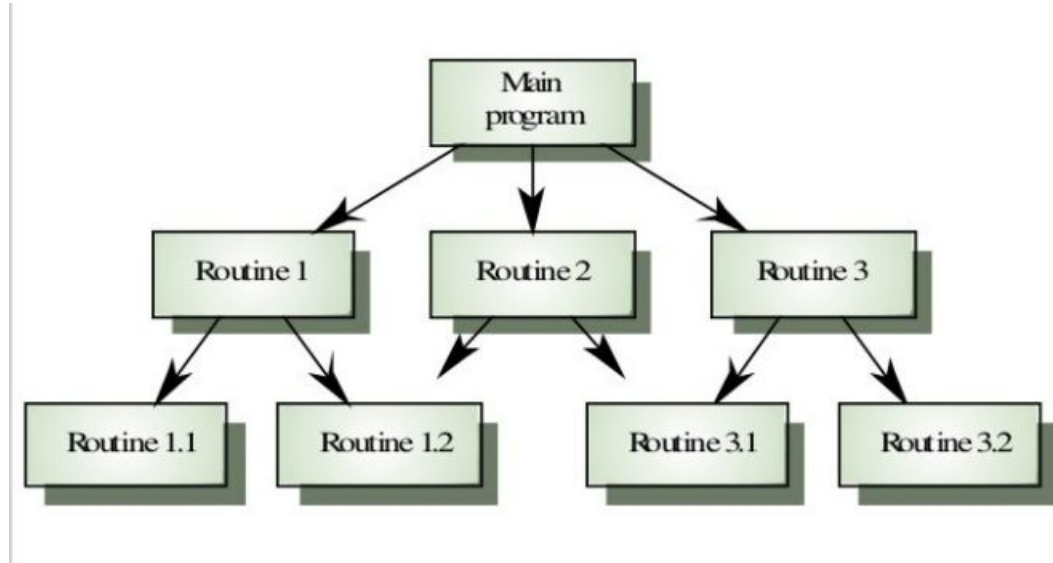 Main
program
Routine 1
Routine 2
Routine 3
Routine 1.1
Routine 1.2
Routine 3.1
Routine 3.2